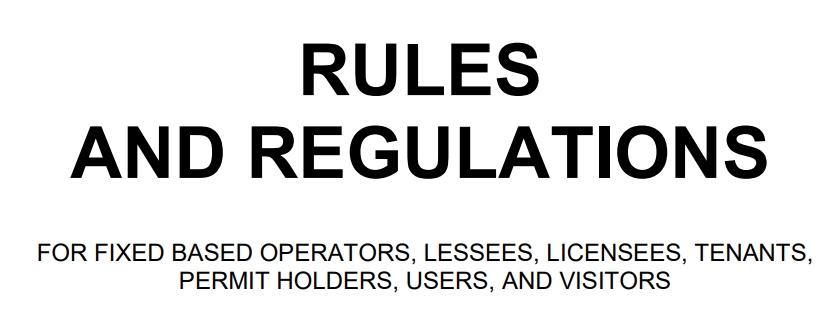 RULES
AND REGULATIONS
FOR FIXED BASED OPERATORS, LESSEES, LICENSEES, TENANTS,
PERMIT HOLDERS, USERS, AND VISITORS